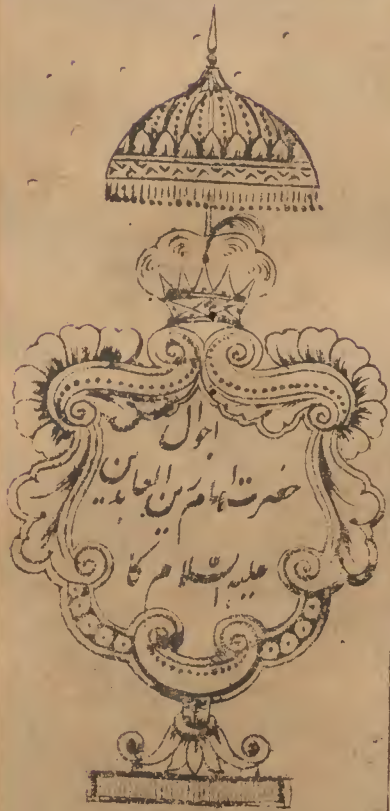 احوال
حضرت امام زین العابدین
علیہ السلام کا